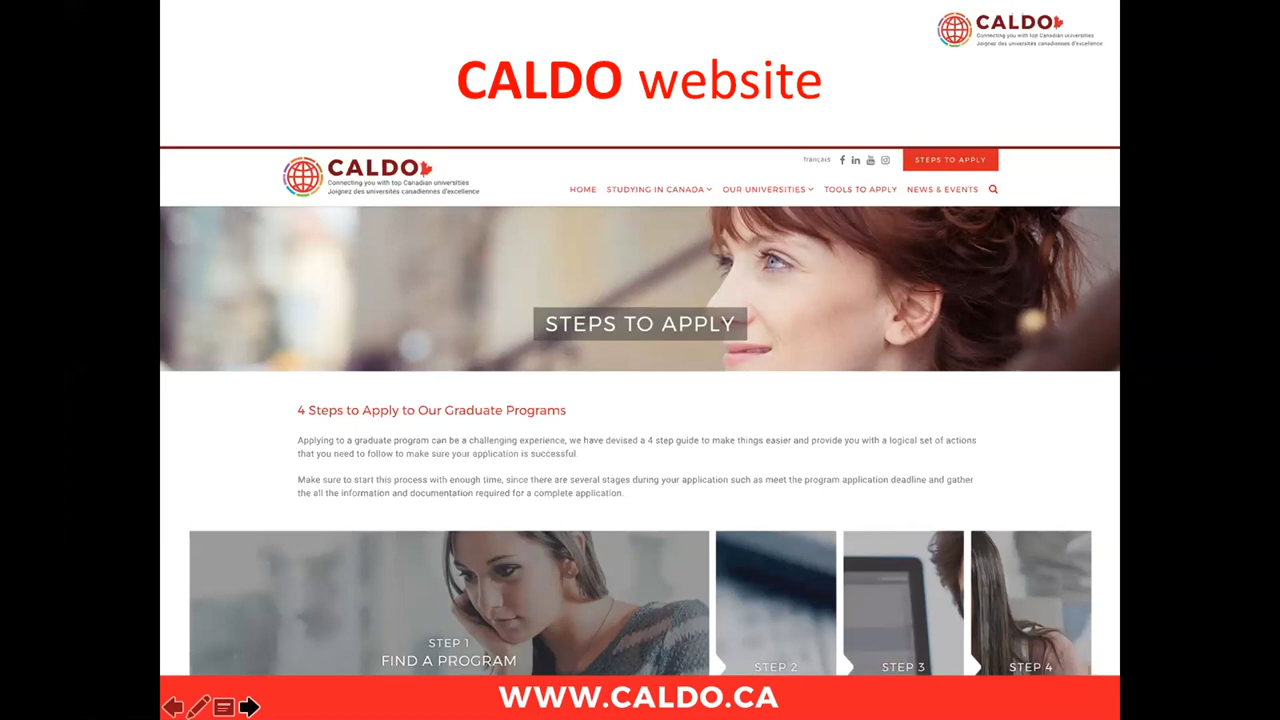 CALDO
Connecting you with top Canadian universities
Joignez des universités canadiennes d'excellence
CALDO website
français
STEPS TO APPLY
CALDO
Connecting you with top Canadian universities
Joignez des universités canadiennes d'excellence
HOME STUDYING IN CANADA OUR UNIVERSITIES TOOLS TO APPLY NEWS & EVENTS
STEPS TO APPLY
4 Steps to Apply to Our Graduate Programs
Applying to a graduate program can be a challenging experience, we have devised a 4 step guide to make things easier and provide you with a logical set of actions
that you need to follow to make sure your application is successful.
Make sure to start this process with enough time, since there are several stages during your application such as meet the program application deadline and gather
the all the information and documentation required for a complete application.
STEP 1
FIND A PROGRAM
STEP 2
STEP 3
STEP 4
WWW.CALDO.CA